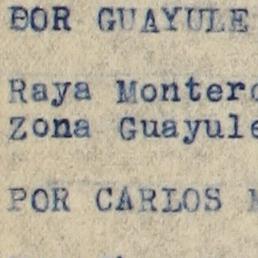 POR GUAYULE
Raya Montero
Zona Guayule
POR CARLOS